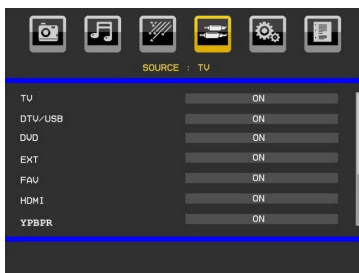 SOURCE : TV
TV ON
DTV/USB ON
DVD ON
EXT ON
FAV ON
HDMI ON
YPBPR ON